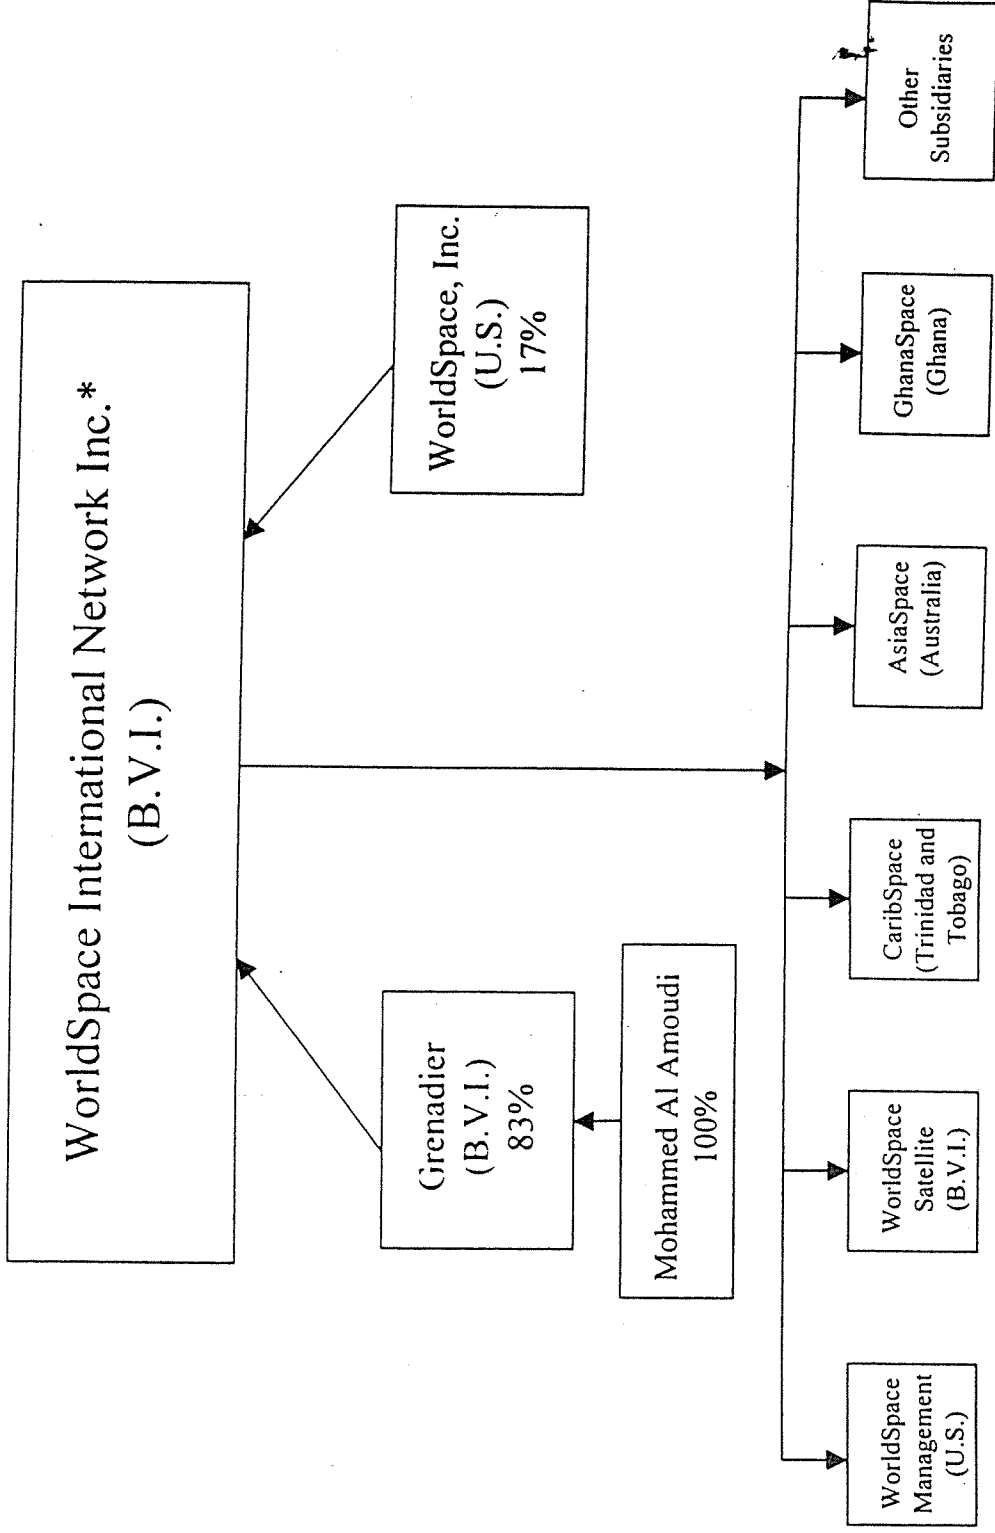 WorldSpace International Network Inc.*
(B.V.I.)
Grenadier
(B.V.I.)
83%
WorldSpace, Inc.
(U.S.)
17%
Mohammed Al Amoudi
100%
WorldSpace
Management
(U.S.)
WorldSpace
Satellite
(B.V.I.)
CaribSpace
(Trinidad and
Tobago)
AsiaSpace
(Australia)
GhanaSpace
(Ghana)
Other
Subsidiaries